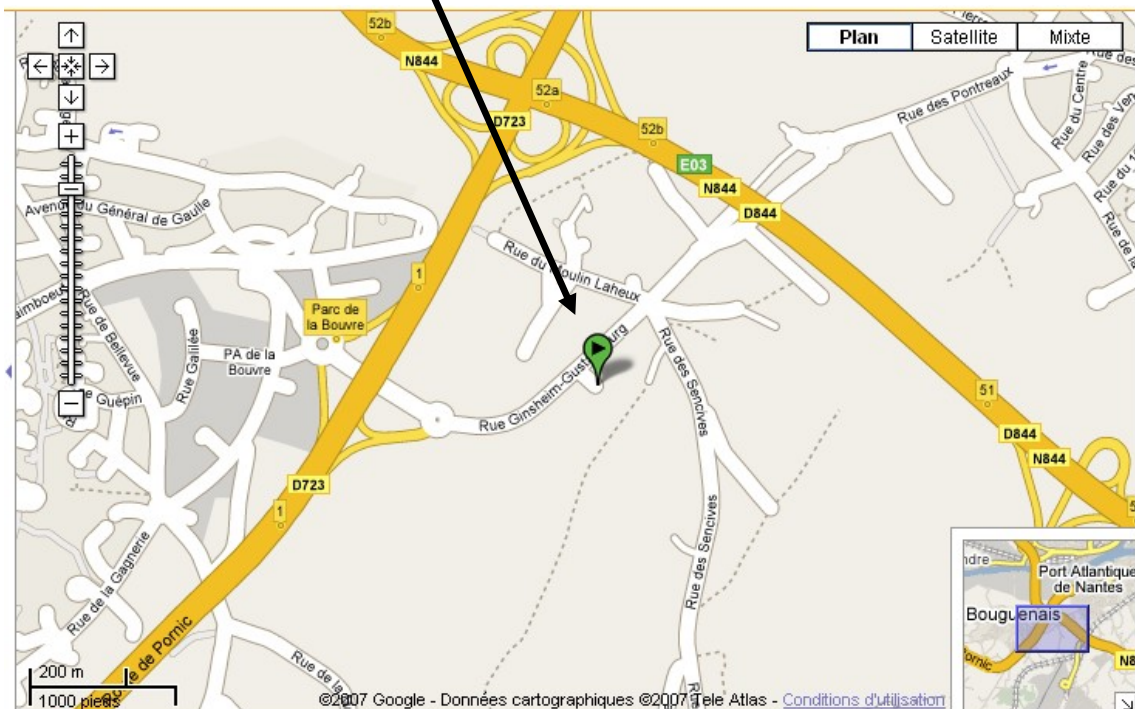 52b
N844
Plan
Satellite
Mixte
52a
D723
52b
Rue des Pontreaux
Rue du Centre
E03
N844
D844
Avenue du Général de Gaulle
Rue du Moulin Laheux
1
Parc de
la Bouvre
PA de la
Bouvre
Rue Galilée
Rue de Bellevue
Rue Ginsheim-Gustavsburg
Rue des Sencives
51
D844
N844
D723
1
Rue des Sencives
Rue de la Gagnerie
Port Atlantique
de Nantes
Bouguenais
200 m
1000 pieds
©2007 Google - Données cartographiques ©2007 Tele Atlas - Conditions d'utilisation